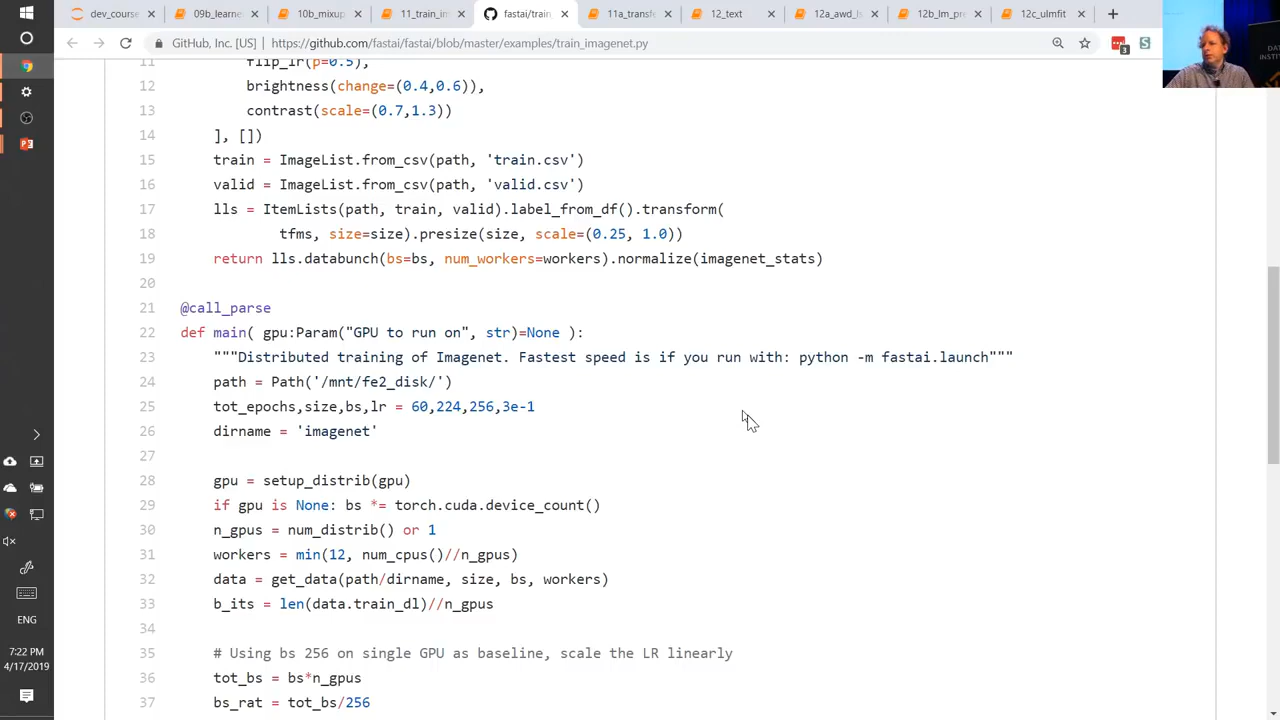 dev_course
09b_learne
10b_mixup
11_train_im
fastai/train
11a_transfe
12_text
12a_awd_ls
12b_lm_pre
12c_ulmfit
GitHub, Inc. [US] | https://github.com/fastai/fastai/blob/master/examples/train_imagenet.py
3
S
11 flip_lr(p=0.5),
12 brightness(change=(0.4,0.6)),
13 contrast(scale=(0.7,1.3))
14 ], [])
15 train = ImageList.from_csv(path, 'train.csv')
16 valid = ImageList.from_csv(path, 'valid.csv')
17 lls = ItemLists(path, train, valid).label_from_df().transform(
18 tfms, size=size).presize(size, scale=(0.25, 1.0))
19 return lls.databunch(bs=bs, num_workers=workers).normalize(imagenet_stats)
20
21 @call_parse
22 def main( gpu:Param("GPU to run on", str)=None ):
23 """Distributed training of Imagenet. Fastest speed is if you run with: python -m fastai.launch"""
24 path = Path('/mnt/fe2_disk/')
25 tot_epochs,size,bs,lr = 60,224,256,3e-1
26 dirname = 'imagenet'
27
28 gpu = setup_distrib(gpu)
29 if gpu is None: bs *= torch.cuda.device_count()
30 n_gpus = num_distrib() or 1
31 workers = min(12, num_cpus()//n_gpus)
32 data = get_data(path/dirname, size, bs, workers)
33 b_its = len(data.train_dl)//n_gpus
34
35 # Using bs 256 on single GPU as baseline, scale the LR linearly
36 tot_bs = bs*n_gpus
37 bs_rat = tot_bs/256
ENG
7:22 PM
4/17/2019